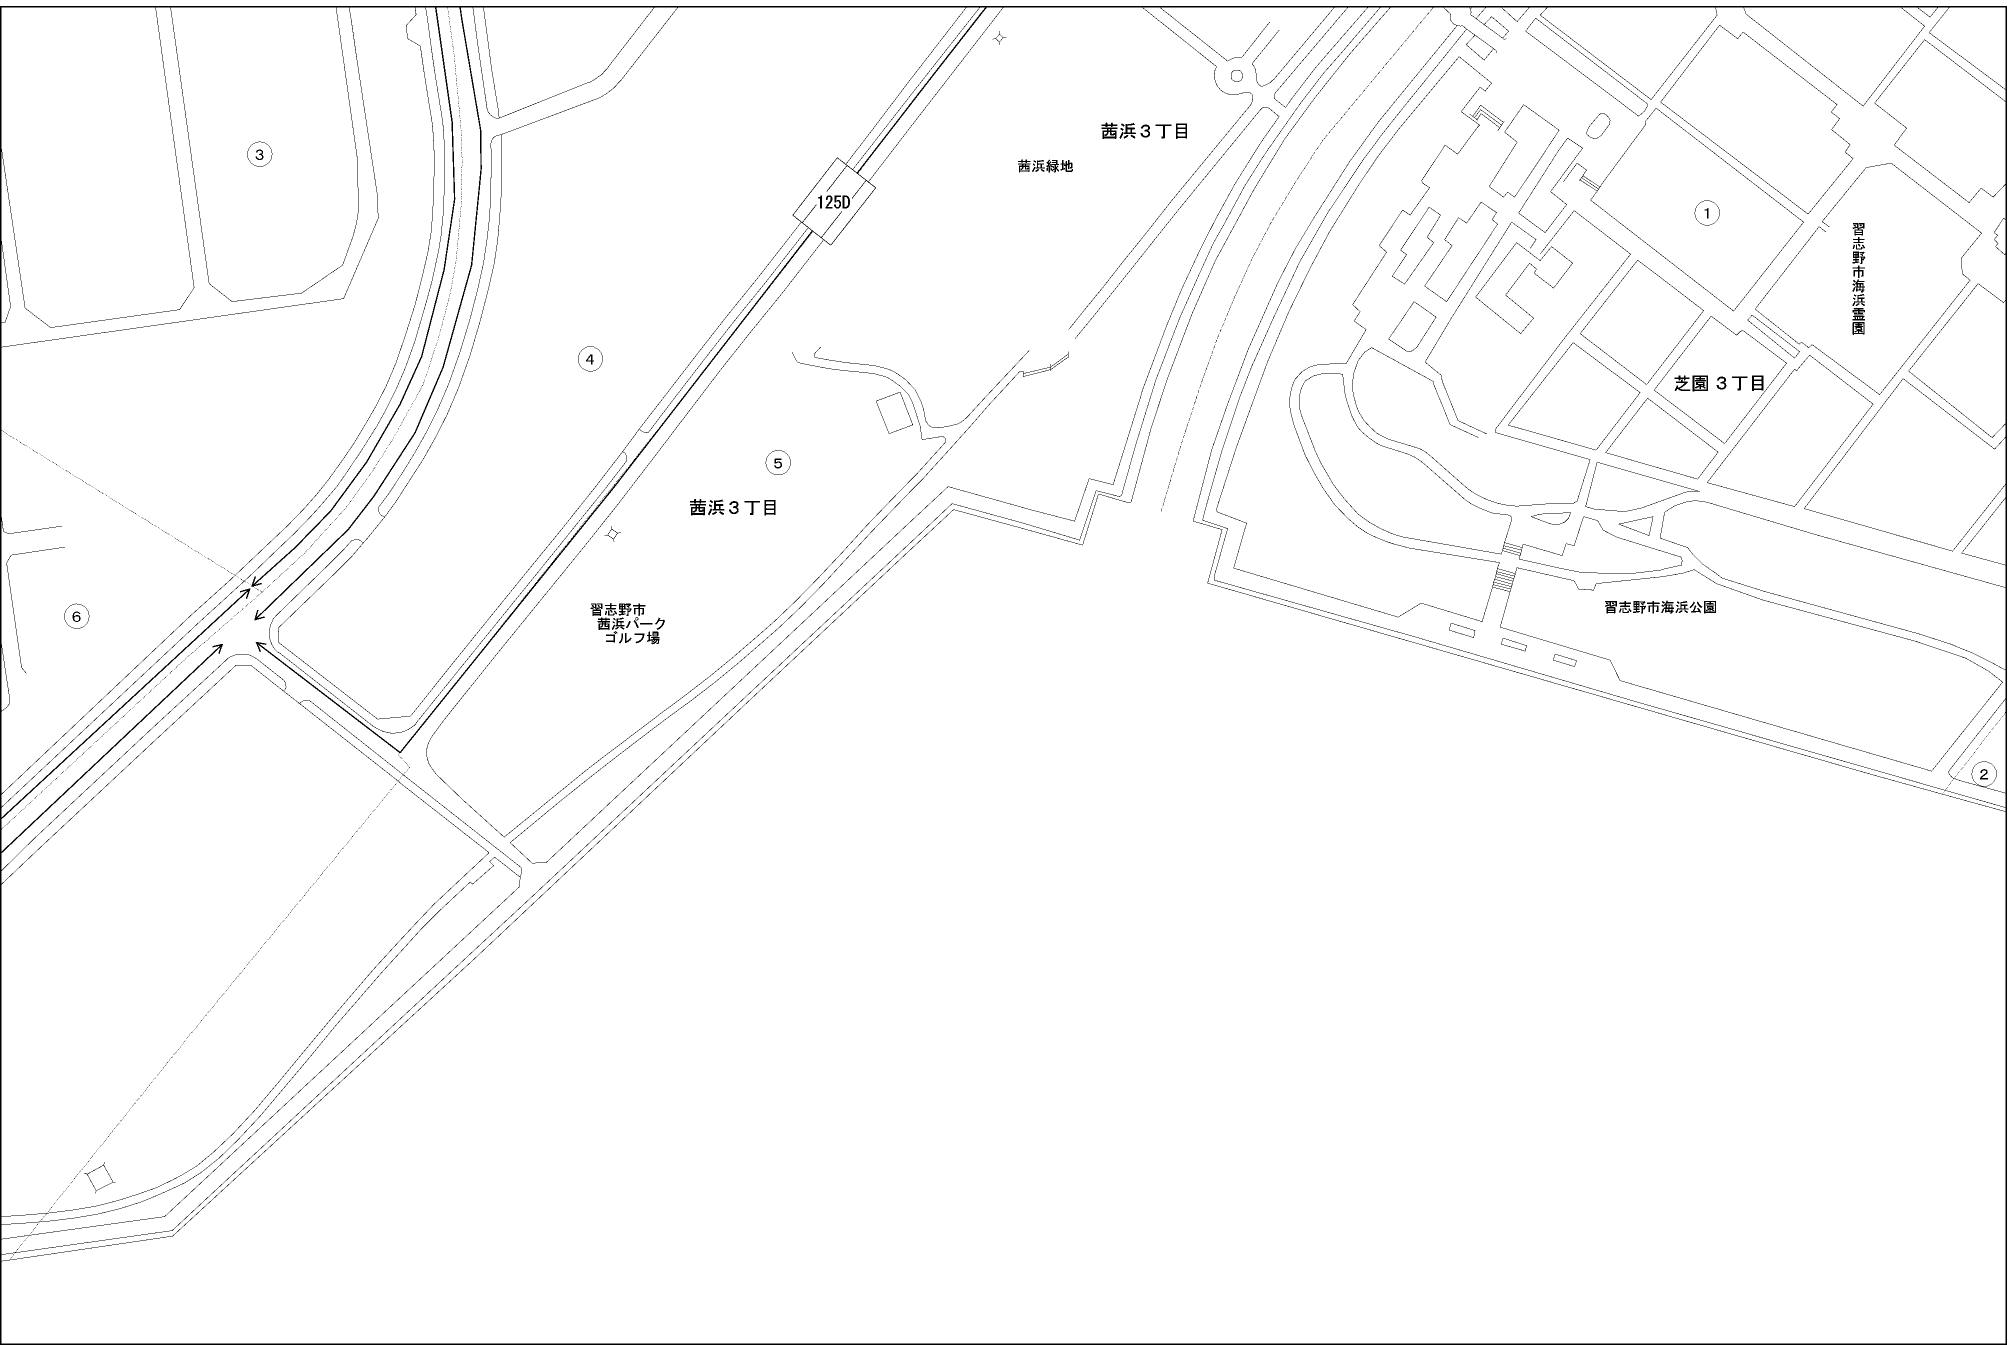 茜浜３丁目
③
茜浜緑地
125D
①
習志野市海浜霊園
④
芝園３丁目
⑤
茜浜３丁目
習志野市
茜浜パーク
ゴルフ場
⑥
習志野市海浜公園
②